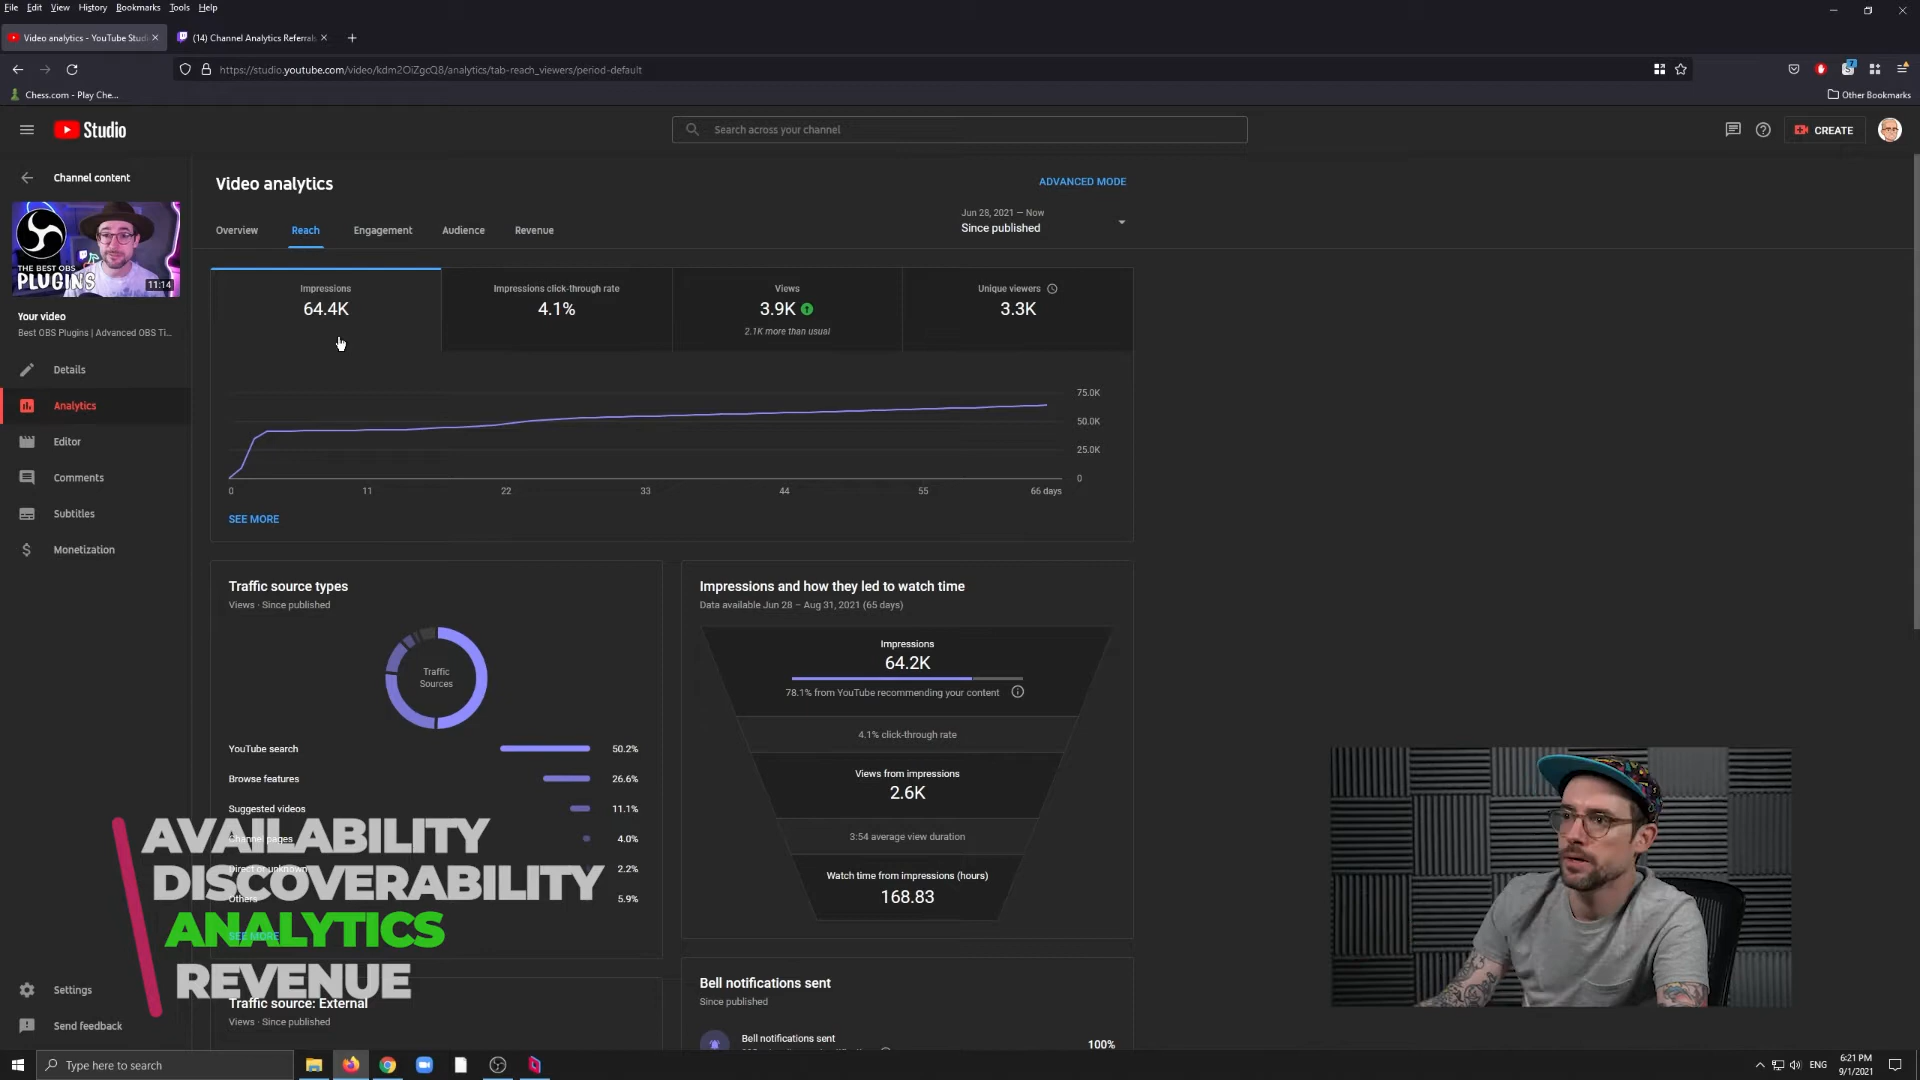 File Edit View History Bookmarks Tools Help
Video analytics - YouTube Studi
(14) Channel Analytics Referrals
https://studio.youtube.com/video/kdm2OiZgcQ8/analytics/tab-reach_viewers/period-default
Chess.com - Play Che...
Other Bookmarks
Studio
Search across your channel
CREATE
Channel content
THE BEST OBS
PLUGINS
11:14
Your video
Best OBS Plugins | Advanced OBS Ti...
Details
Analytics
Editor
Comments
Subtitles
Monetization
Settings
Send feedback
Video analytics
ADVANCED MODE
Overview Reach Engagement Audience Revenue
Jun 28, 2021 – Now
Since published
Impressions
64.4K
Impressions click-through rate
4.1%
Views
3.9K
2.1K more than usual
Unique viewers
3.3K
75.0K
50.0K
25.0K
0
0 11 22 33 44 55 66 days
SEE MORE
Traffic source types
Views · Since published
Traffic
Sources
YouTube search 50.2%
Browse features 26.6%
Suggested videos 11.1%
Channel pages 4.0%
Direct or unknown 2.2%
Others 5.9%
SEE MORE
AVAILABILITY
DISCOVERABILITY
ANALYTICS
REVENUE
Traffic source: External
Views · Since published
Impressions and how they led to watch time
Data available Jun 28 – Aug 31, 2021 (65 days)
Impressions
64.2K
78.1% from YouTube recommending your content
4.1% click-through rate
Views from impressions
2.6K
3:54 average view duration
Watch time from impressions (hours)
168.83
Bell notifications sent
Since published
Bell notifications sent
100%
Type here to search
ENG
6:21 PM
9/1/2021